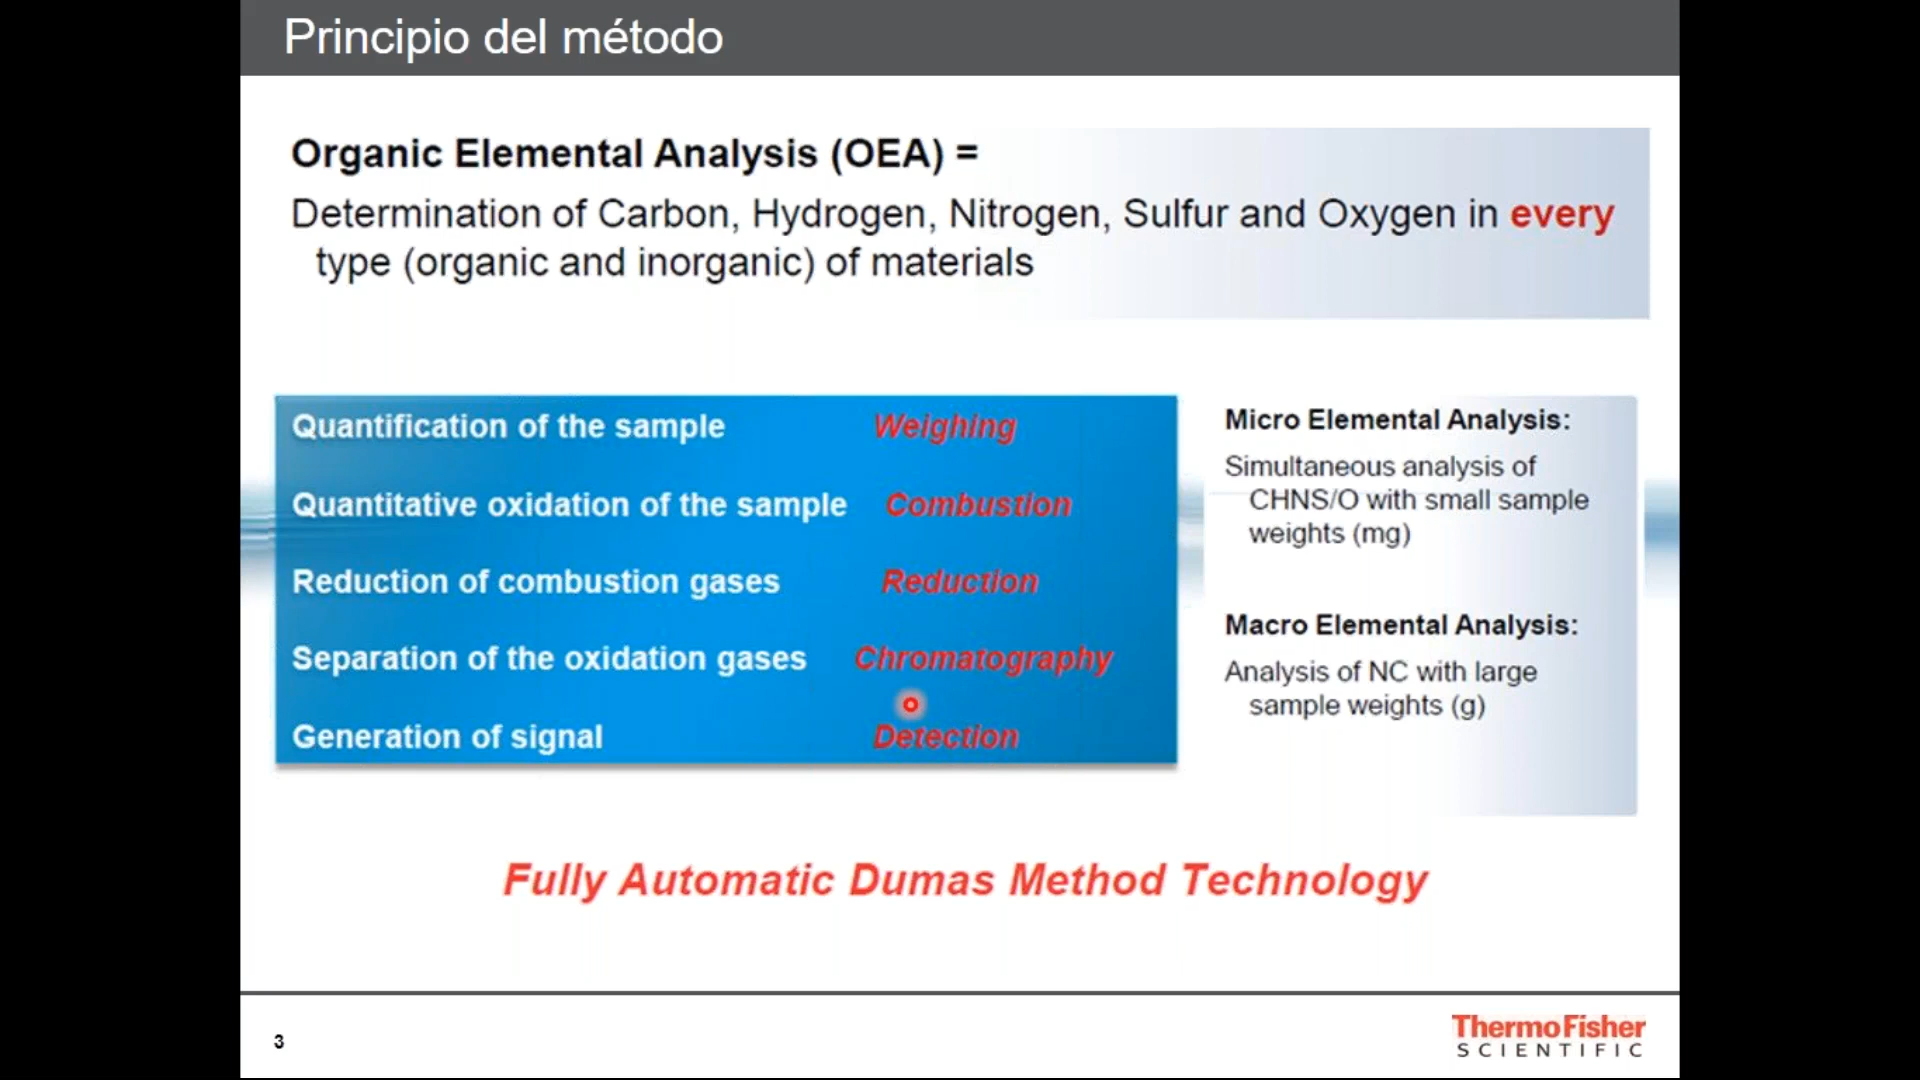 Principio del método
Organic Elemental Analysis (OEA) =
Determination of Carbon, Hydrogen, Nitrogen, Sulfur and Oxygen in every
type (organic and inorganic) of materials
Quantification of the sample Weighing
Quantitative oxidation of the sample Combustion
Reduction of combustion gases Reduction
Separation of the oxidation gases Chromatography
Generation of signal Detection
Micro Elemental Analysis:
Simultaneous analysis of
CHNS/O with small sample
weights (mg)
Macro Elemental Analysis:
Analysis of NC with large
sample weights (g)
Fully Automatic Dumas Method Technology
3
ThermoFisher
SCIENTIFIC